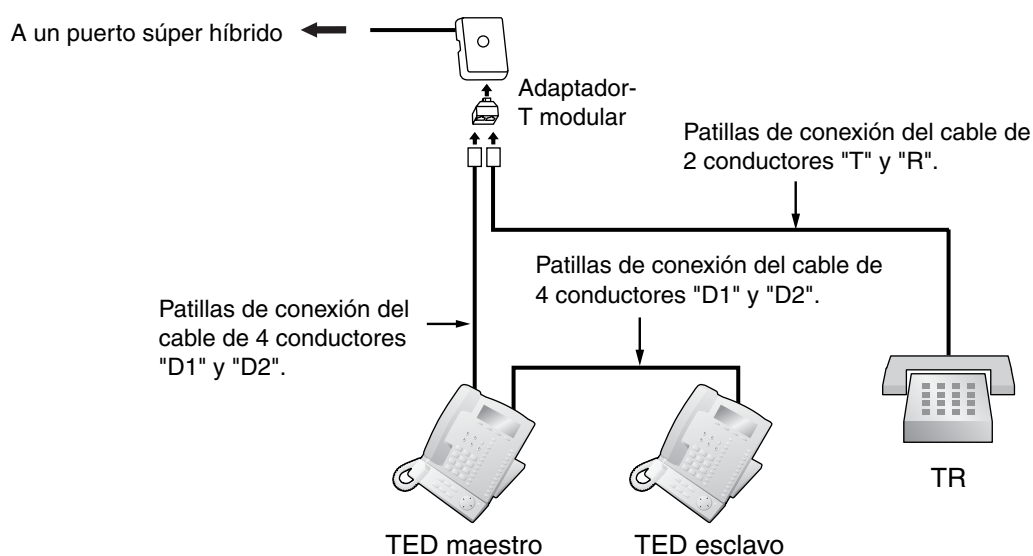 A un puerto súper híbrido
Adaptador-
T modular
Patillas de conexión del cable de
2 conductores "T" y "R".
Patillas de conexión del cable de
4 conductores "D1" y "D2".
Patillas de conexión del
cable de 4 conductores
"D1" y "D2".
TR
TED maestro
TED esclavo